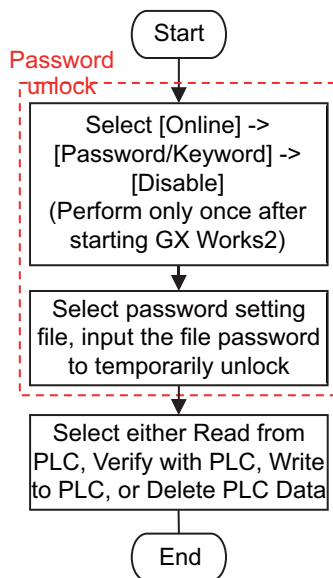 Start
Password
unlock
Select [Online] ->
[Password/Keyword] ->
[Disable]
(Perform only once after
starting GX Works2)
Select password setting
file, input the file password
to temporarily unlock
Select either Read from
PLC, Verify with PLC, Write
to PLC, or Delete PLC Data
End